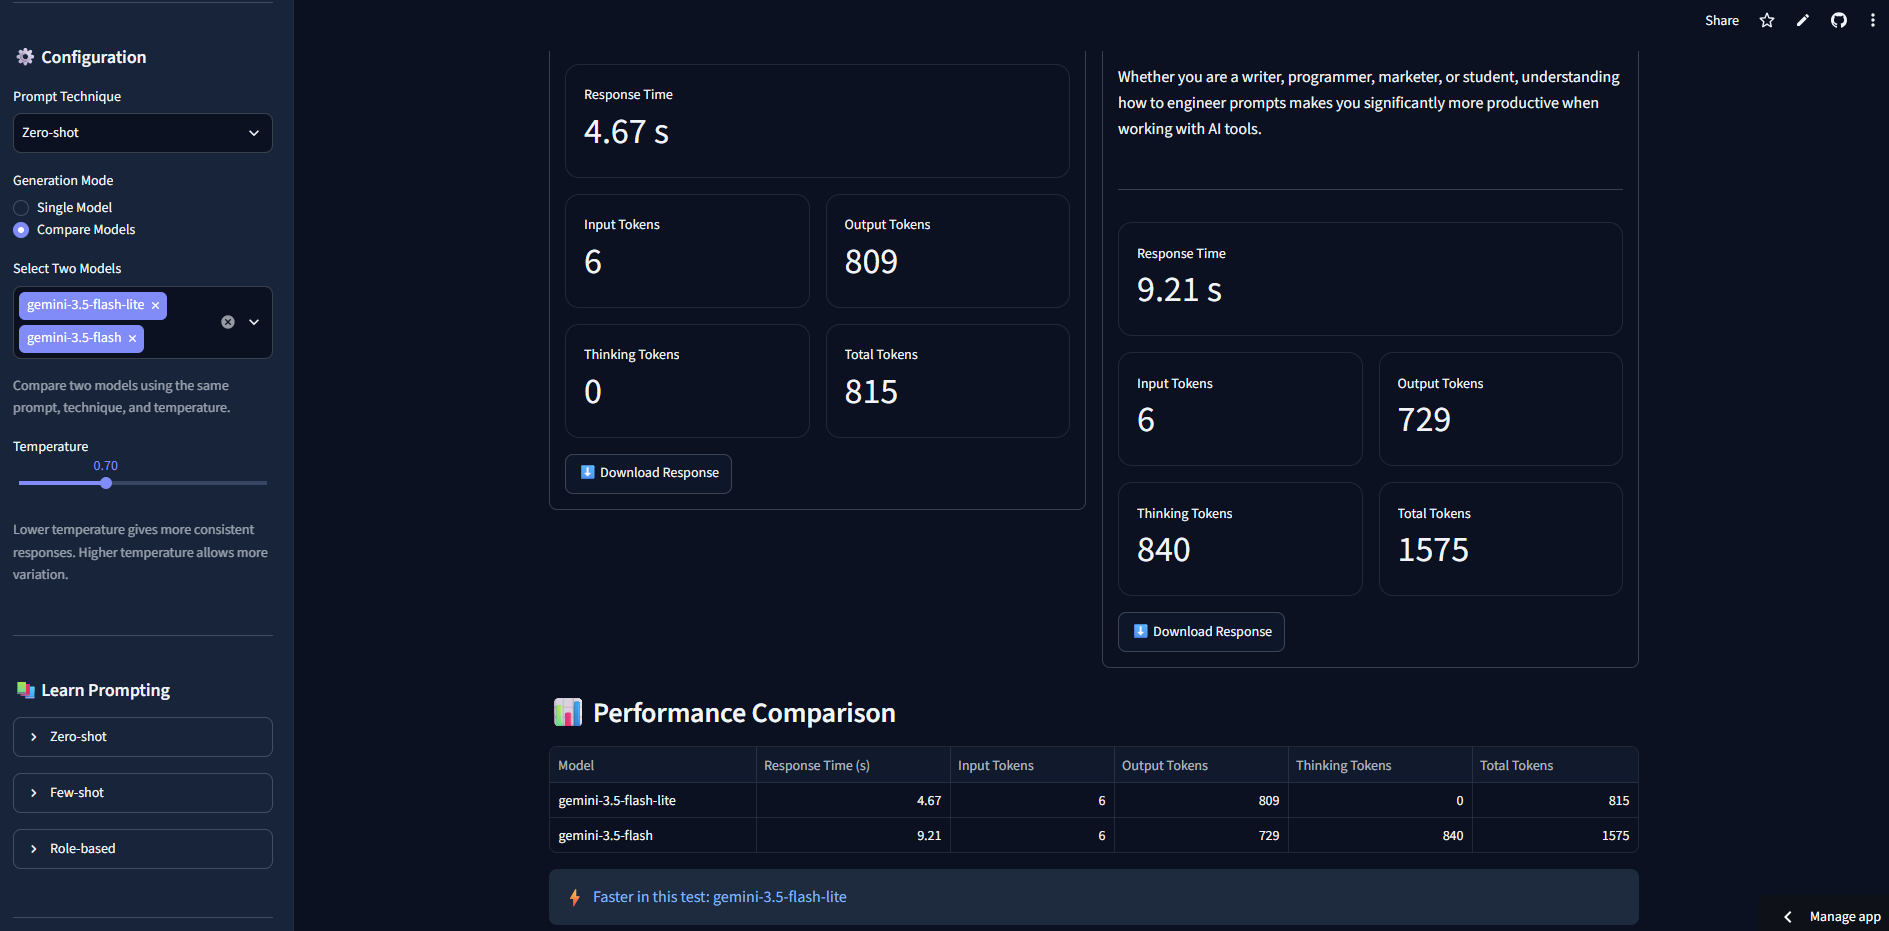 Share
Configuration
Prompt Technique
Zero-shot
Generation Mode
Single Model
Compare Models
Select Two Models
gemini-3.5-flash-lite ×
gemini-3.5-flash ×
Compare two models using the same
prompt, technique, and temperature.
Temperature
0.70
Lower temperature gives more consistent
responses. Higher temperature allows more
variation.
Learn Prompting
Zero-shot
Few-shot
Role-based
Response Time
4.67 s
Input Tokens
6
Output Tokens
809
Thinking Tokens
0
Total Tokens
815
Download Response
Whether you are a writer, programmer, marketer, or student, understanding
how to engineer prompts makes you significantly more productive when
working with AI tools.
Response Time
9.21 s
Input Tokens
6
Output Tokens
729
Thinking Tokens
840
Total Tokens
1575
Download Response
Performance Comparison
Model Response Time (s) Input Tokens Output Tokens Thinking Tokens Total Tokens
gemini-3.5-flash-lite 4.67 6 809 0 815
gemini-3.5-flash 9.21 6 729 840 1575
Faster in this test: gemini-3.5-flash-lite
Manage app